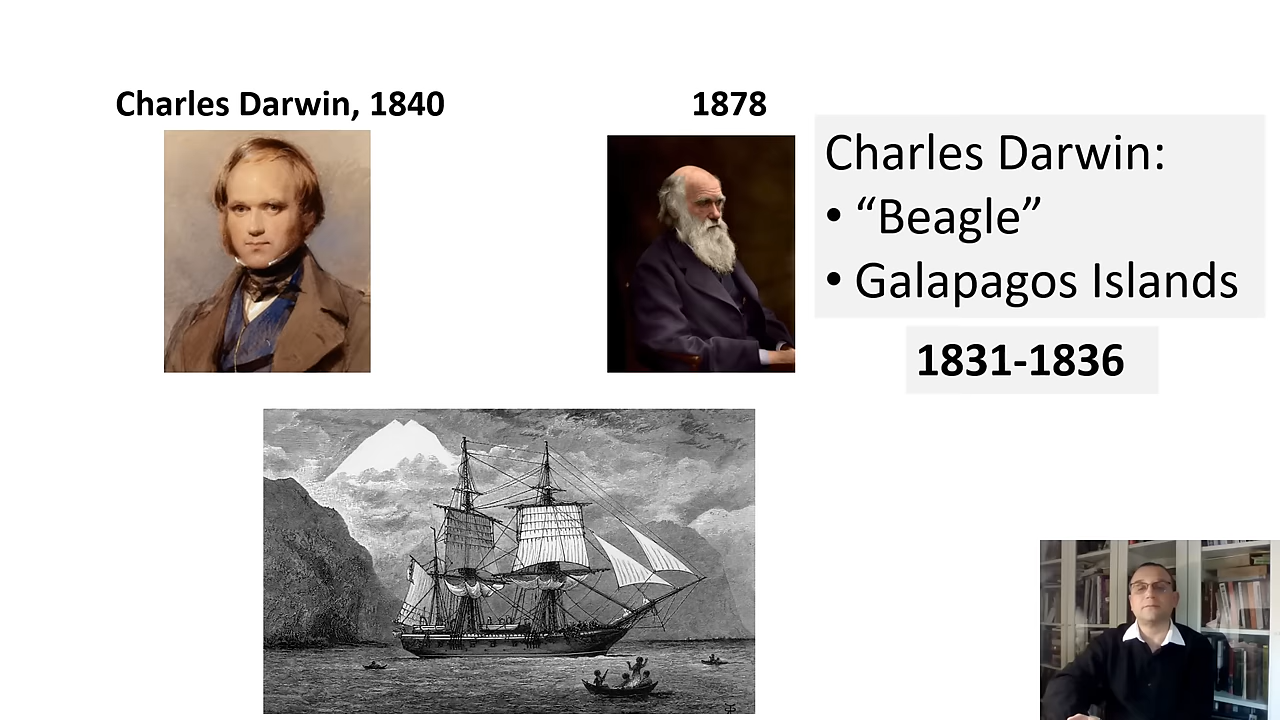 Charles Darwin, 1840
1878
Charles Darwin:
• “Beagle”
• Galapagos Islands
1831-1836